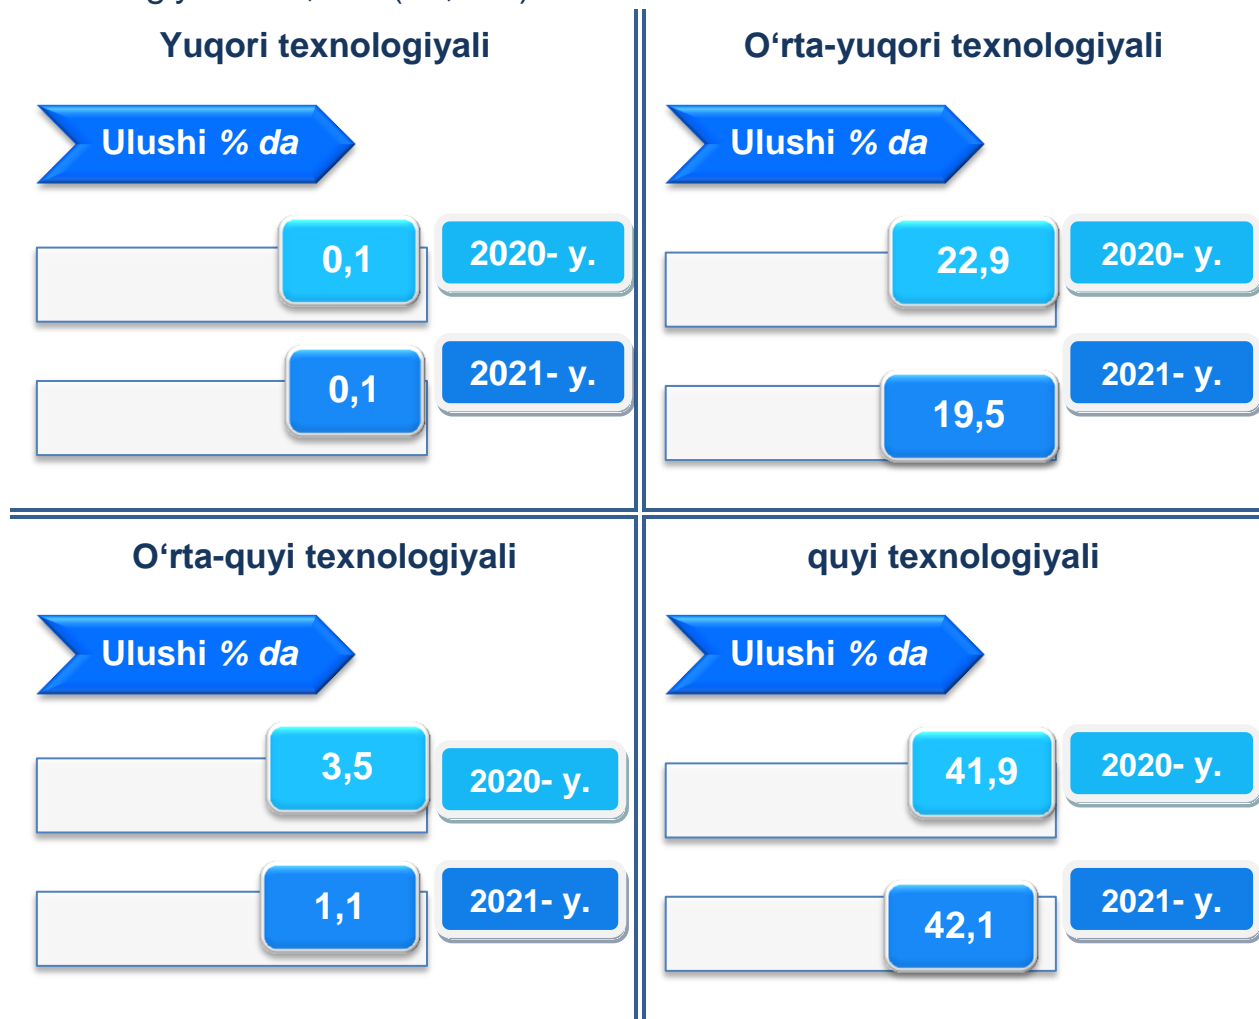 Yuqori texnologiyali
Ulushi % da
0,1
2020- y.
0,1
2021- y.
O‘rta-yuqori texnologiyali
Ulushi % da
22,9
2020- y.
19,5
2021- y.
O‘rta-quyi texnologiyali
Ulushi % da
3,5
2020- y.
1,1
2021- y.
quyi texnologiyali
Ulushi % da
41,9
2020- y.
42,1
2021- y.